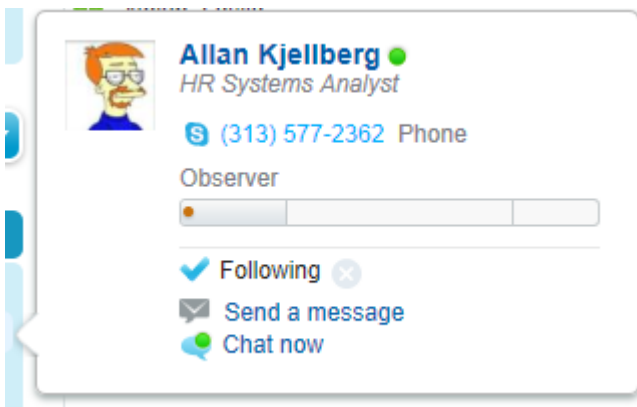 Allan Kjellberg
HR Systems Analyst
(313) 577-2362 Phone
Observer
Following
Send a message
Chat now